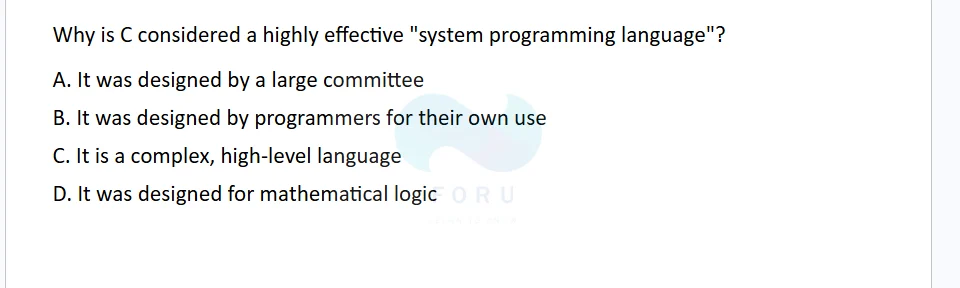 Why is C considered a highly effective "system programming language"?
A. It was designed by a large committee
B. It was designed by programmers for their own use
C. It is a complex, high-level language
D. It was designed for mathematical logic
FORU